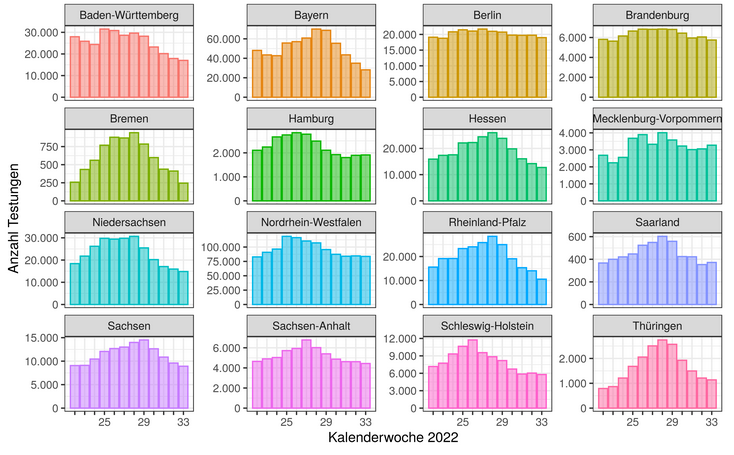 Baden-Württemberg Bayern Berlin Brandenburg
30.000 80.000 20.000 6.000
20.000 60.000 15.000 4.000
10.000 40.000 10.000 2.000
0 20.000 5.000 0
0 0
Bremen Hamburg Hessen Mecklenburg-Vorpommern
750 2.000 20.000 4.000
500 1.000 10.000 3.000
250 0 0 2.000
0 1.000
0
Niedersachsen Nordrhein-Westfalen Rheinland-Pfalz Saarland
30.000 100.000 20.000 600
20.000 75.000 10.000 400
10.000 50.000 0 200
0 25.000 0
0
Sachsen Sachsen-Anhalt Schleswig-Holstein Thüringen
15.000 6.000 12.000 2.000
10.000 4.000 9.000 1.000
5.000 2.000 6.000 0
0 0 3.000
0
25 29 33 25 29 33 25 29 33 25 29 33
Anzahl Testungen
Kalenderwoche 2022